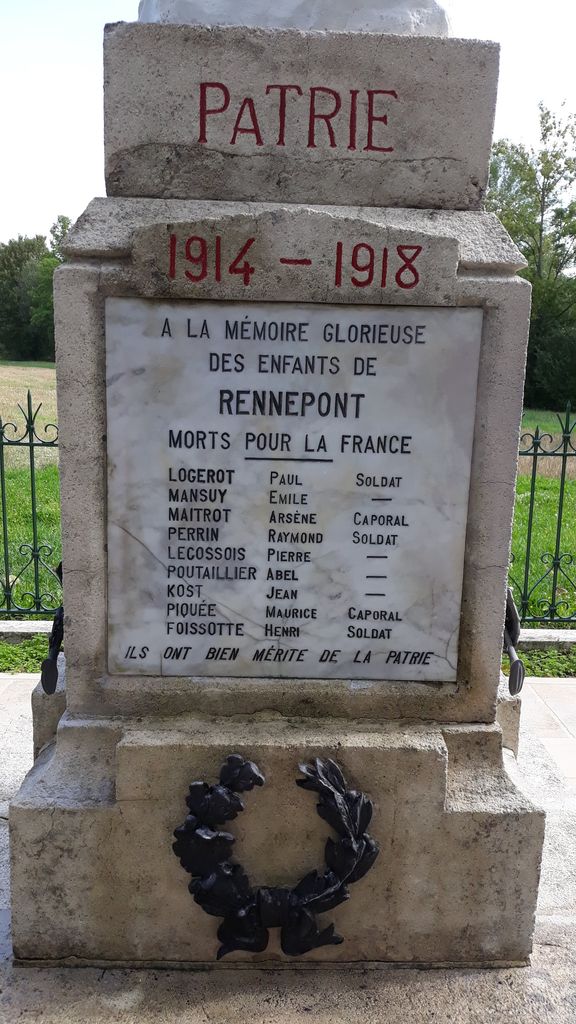 PATRIE
1914 - 1918
A LA MÉMOIRE GLORIEUSE
DES ENFANTS DE
RENNEPONT
MORTS POUR LA FRANCE
LOGEROT PAUL SOLDAT
MANSUY EMILE —
MAITROT ARSÈNE CAPORAL
PERRIN RAYMOND SOLDAT
LECOSSOIS PIERRE —
POUTAILLIER ABEL —
KOST JEAN —
PIQUÉE MAURICE CAPORAL
FOISSOTTE HENRI SOLDAT
ILS ONT BIEN MÉRITE DE LA PATRIE